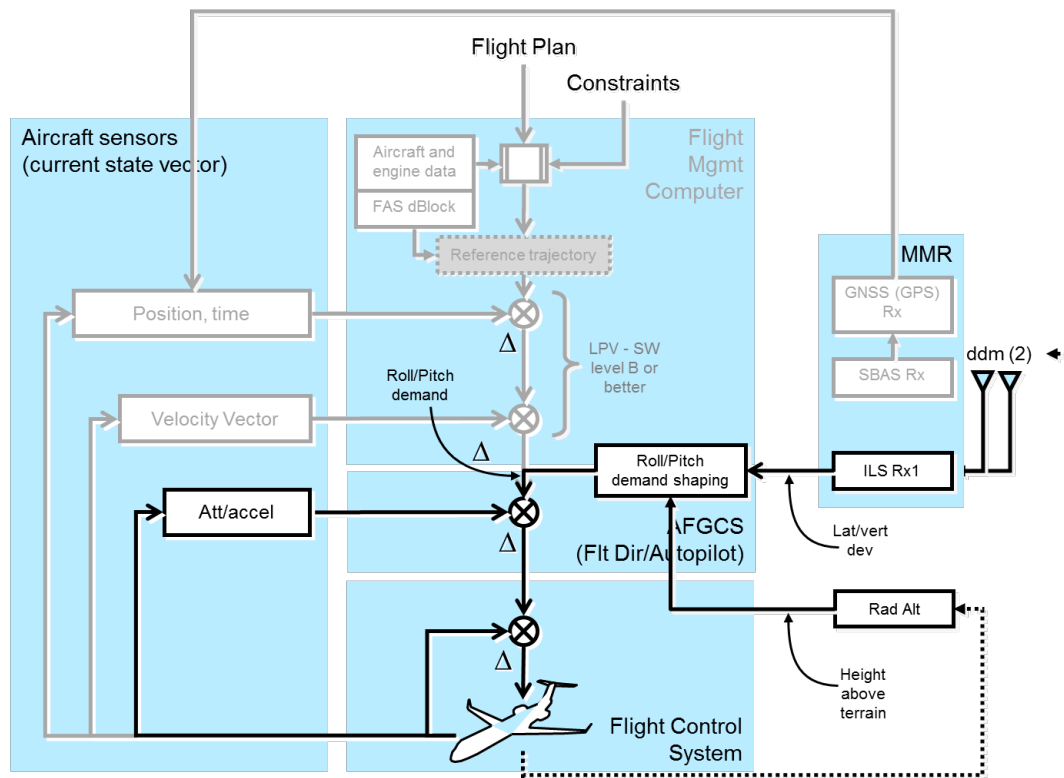 Flight Plan
Constraints
Aircraft sensors
(current state vector)
Aircraft and
engine data
FAS dBlock
Flight
Mgmt
Computer
Reference trajectory
MMR
GNSS (GPS)
Rx
SBAS Rx
ddm (2)
Position, time
Δ
LPV - SW
level B or
better
Roll/Pitch
demand
Velocity Vector
Δ
Roll/Pitch
demand shaping
ILS Rx1
Att/accel
Δ
AFGCS
(Flt Dir/Autopilot)
Lat/vert
dev
Rad Alt
Δ
Height
above
terrain
Flight Control
System